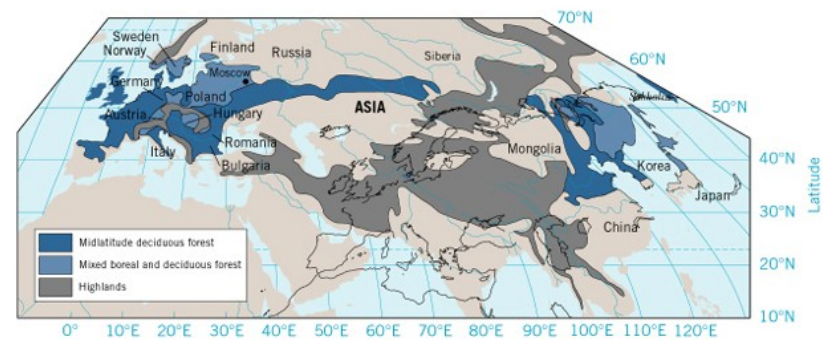 70°N
Sweden
Norway
Finland
Russia
Siberia
60°N
Moscow
Germany
Poland
ASIA
50°N
Austria
Hungary
Romania
Italy
Bulgaria
Mongolia
Korea
40°N
Japan
Latitude
30°N
China
Midlatitude deciduous forest
Mixed boreal and deciduous forest
Highlands
20°N
10°N
0° 10°E 20°E 30°E 40°E 50°E 60°E 70°E 80°E 90°E 100°E 110°E 120°E